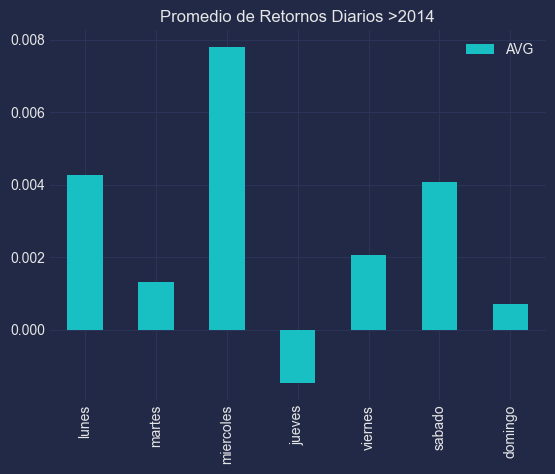 Promedio de Retornos Diarios >2014
AVG
0.008
0.006
0.004
0.002
0.000
lunes
martes
miercoles
jueves
viernes
sabado
domingo